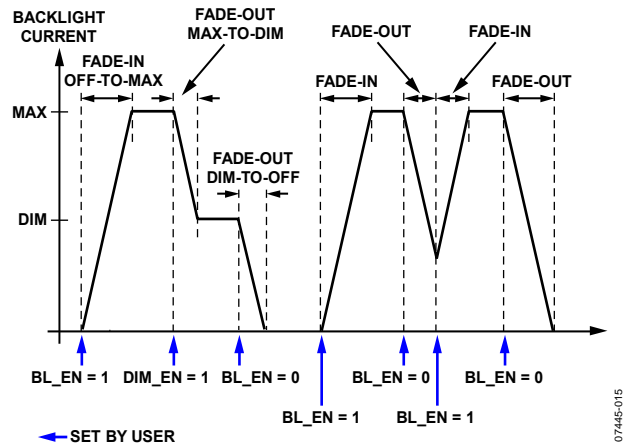 BACKLIGHT
CURRENT
FADE-OUT
MAX-TO-DIM
FADE-IN
OFF-TO-MAX
FADE-OUT
FADE-IN
FADE-IN
FADE-OUT
MAX
FADE-OUT
DIM-TO-OFF
DIM
BL_EN = 1
DIM_EN = 1
BL_EN = 0
BL_EN = 0
BL_EN = 0
BL_EN = 1
BL_EN = 1
SET BY USER
07445-015